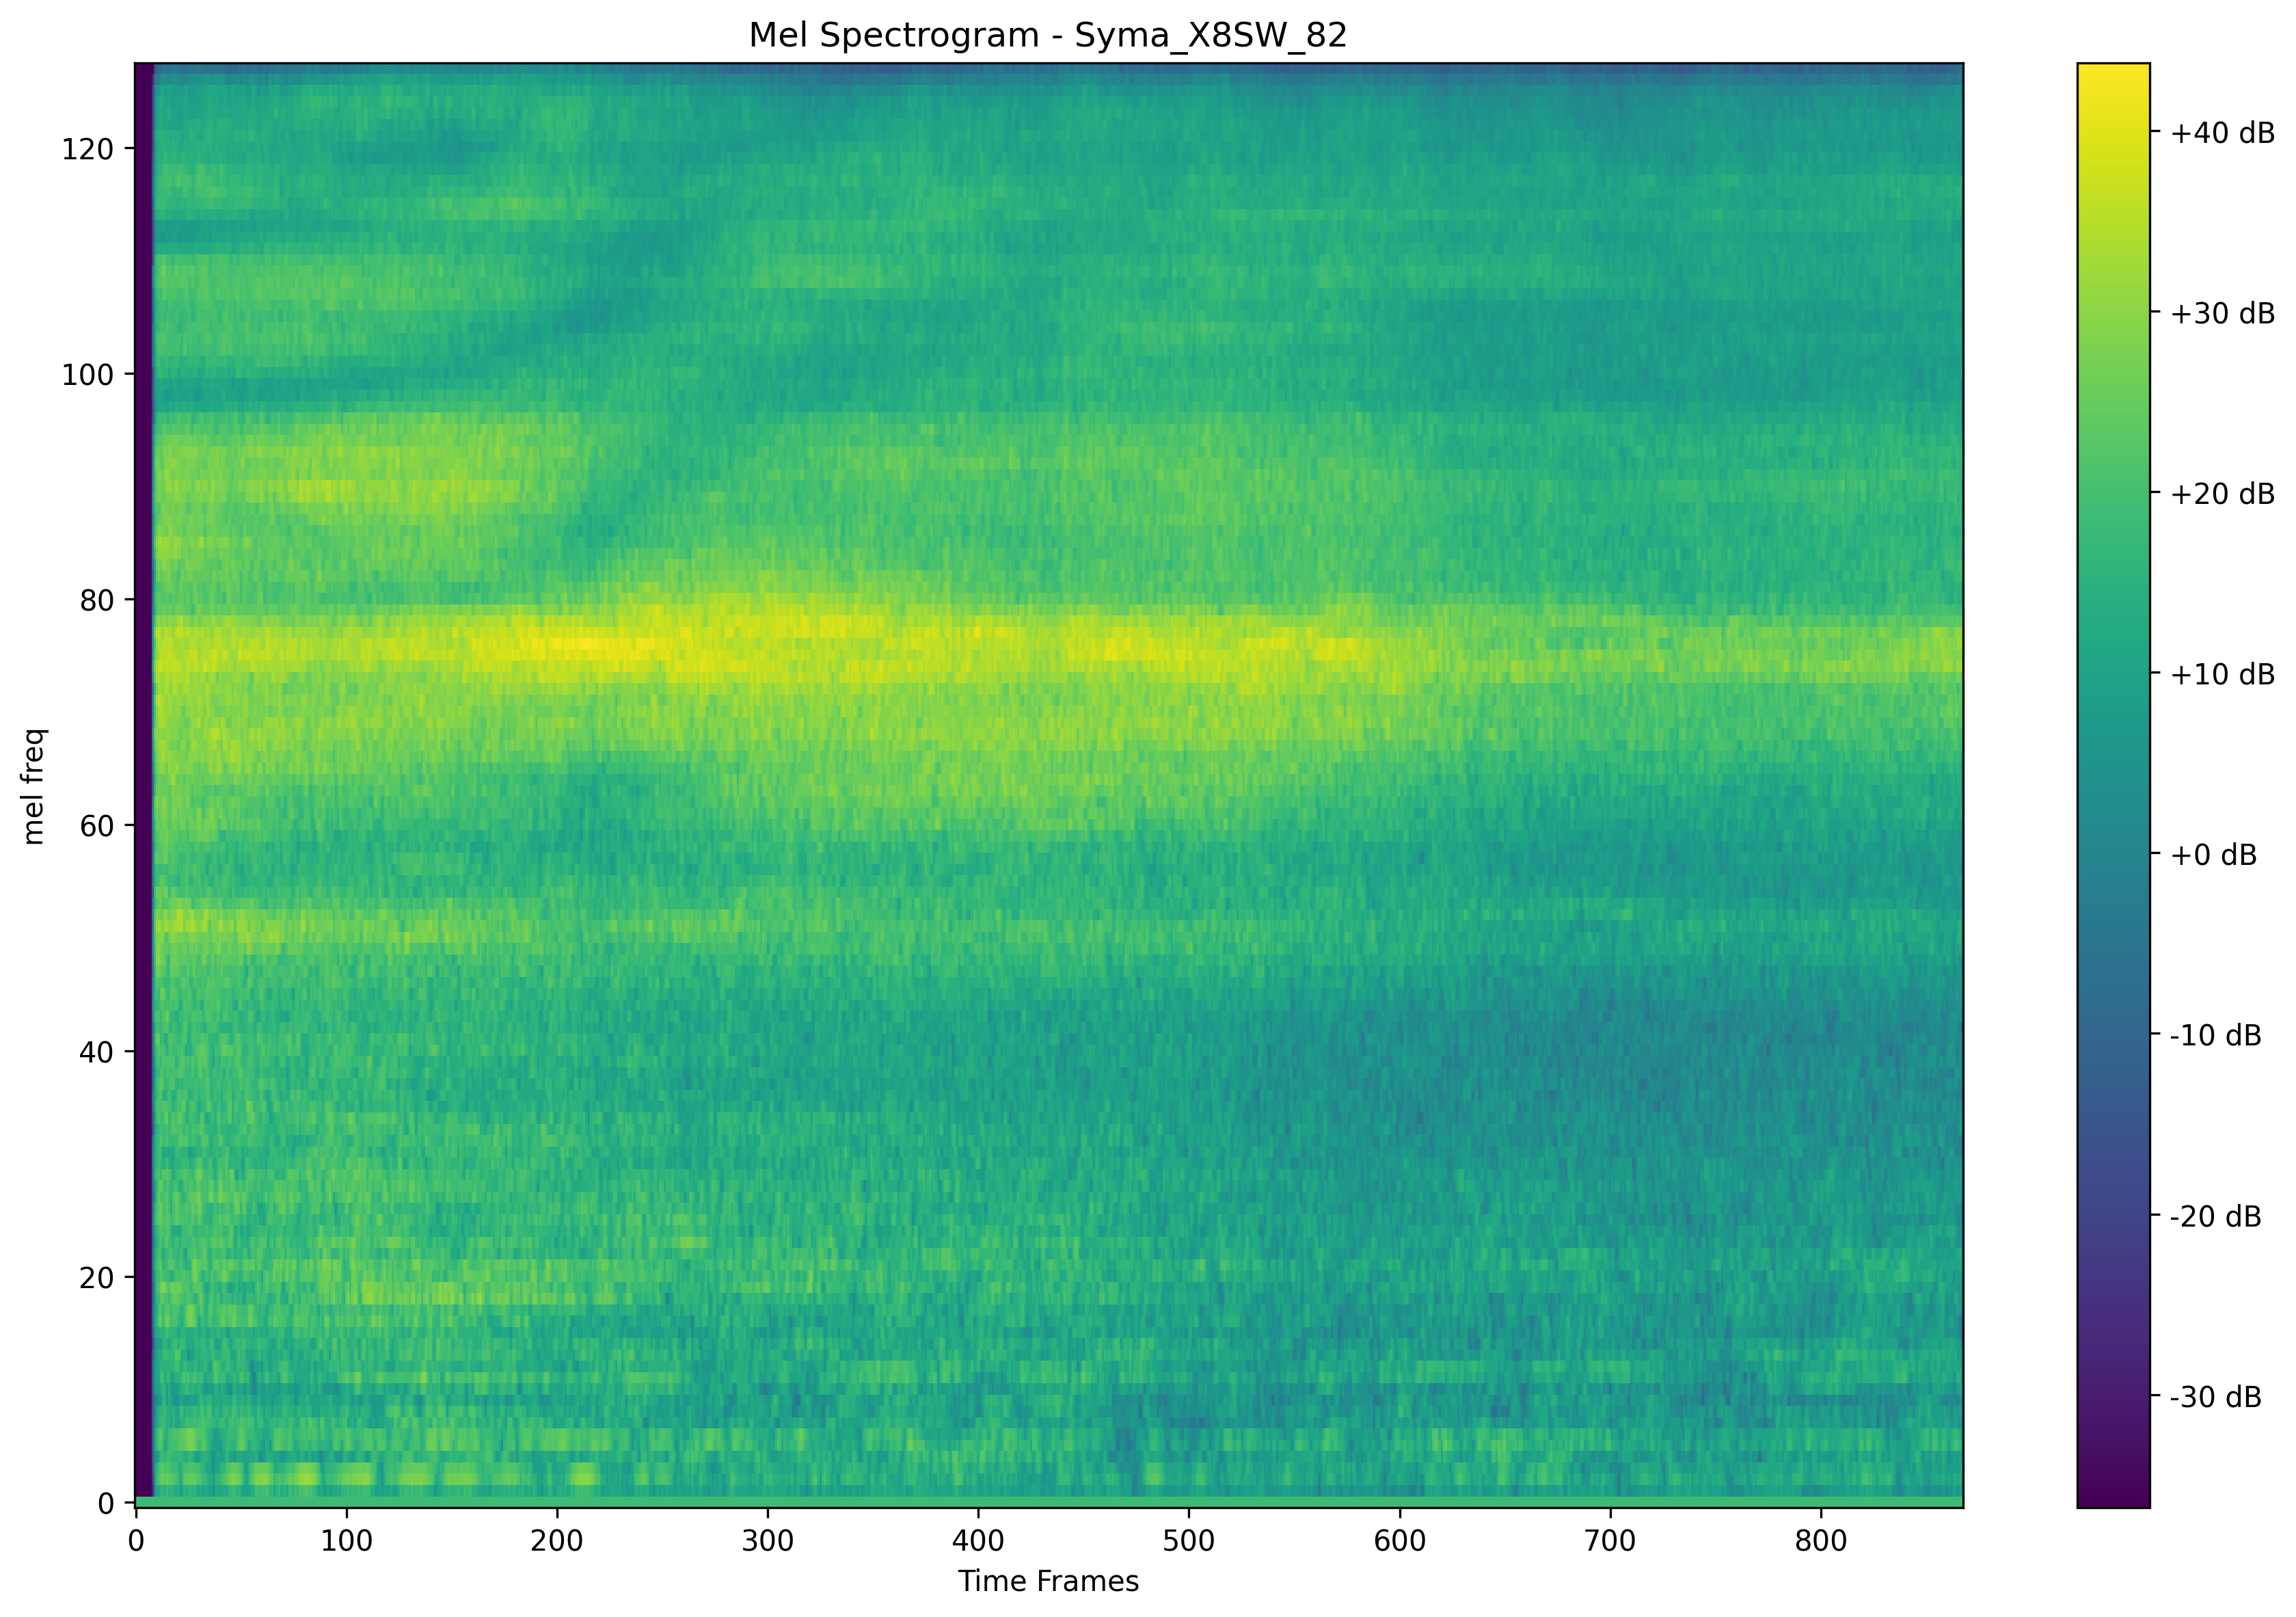 Mel Spectrogram - Syma_X8SW_82
mel freq
120
100
80
60
40
20
0
0 100 200 300 400 500 600 700 800
Time Frames
+40 dB
+30 dB
+20 dB
+10 dB
+0 dB
-10 dB
-20 dB
-30 dB